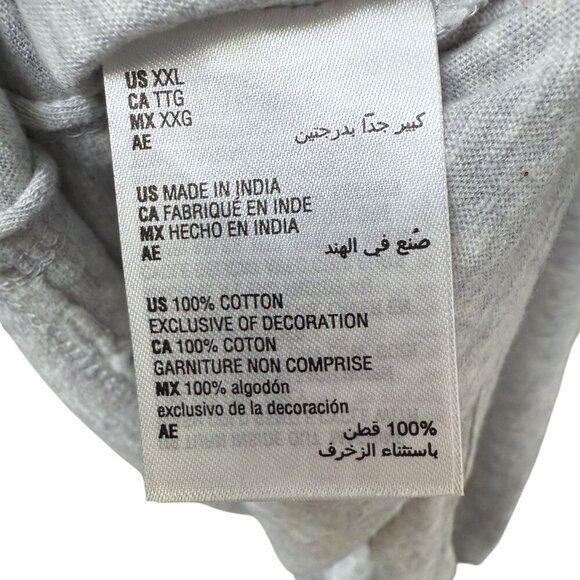 US XXL
CA TTG
MX XXG
AE كبير جدًا بدرجتين
US MADE IN INDIA
CA FABRIQUÉ EN INDE
MX HECHO EN INDIA
AE صُنع في الهند
US 100% COTTON
EXCLUSIVE OF DECORATION
CA 100% COTON
GARNITURE NON COMPRISE
MX 100% algodón
exclusivo de la decoración
AE 100% قطن
باستثناء الزخرف